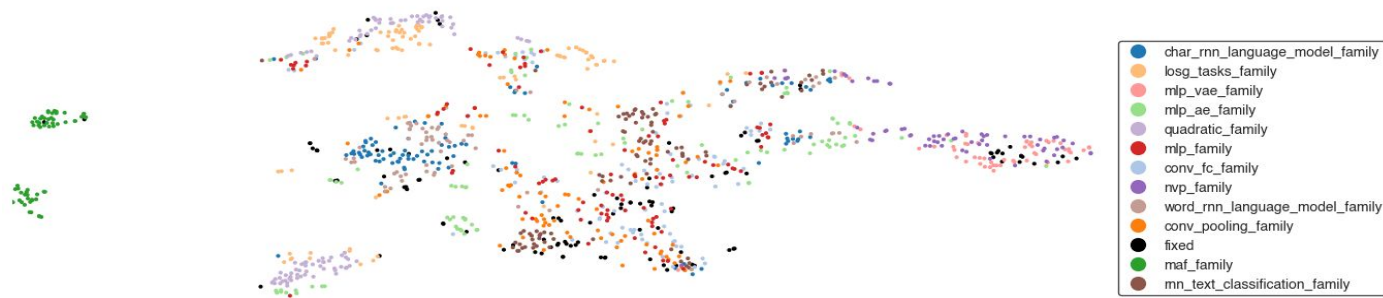 char_rnn_language_model_family
losg_tasks_family
mlp_vae_family
mlp_ae_family
quadratic_family
mlp_family
conv_fc_family
nvp_family
word_rnn_language_model_family
conv_pooling_family
fixed
maf_family
rnn_text_classification_family